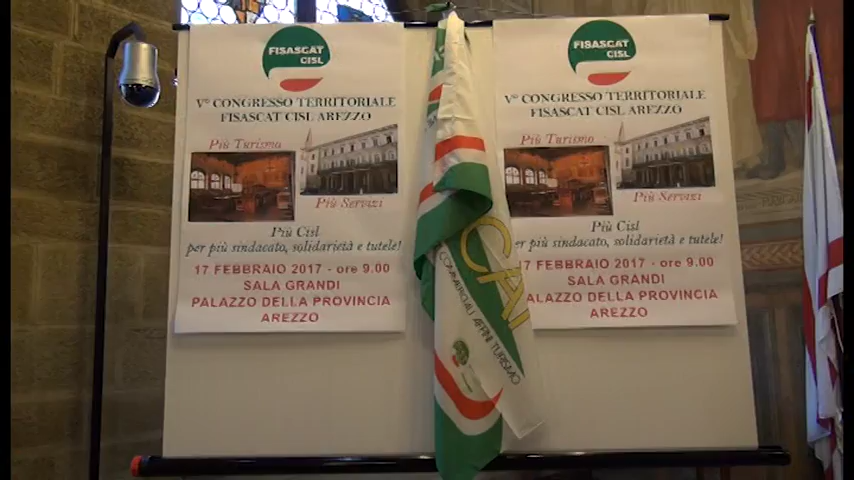 FISASCAT
CISL
V° CONGRESSO TERRITORIALE
FISASCAT CISL AREZZO
Più Turismo
Più Servizi
Più Cisl
per più sindacato, solidarietà e tutele!
17 FEBBRAIO 2017 - ore 9.00
SALA GRANDI
PALAZZO DELLA PROVINCIA
AREZZO
FISASCAT
CISL
V° CONGRESSO TERRITORIALE
FISASCAT CISL AREZZO
Più Turismo
Più Servizi
Più Cisl
per più sindacato, solidarietà e tutele!
17 FEBBRAIO 2017 - ore 9.00
SALA GRANDI
PALAZZO DELLA PROVINCIA
AREZZO
COMMERCIALI AFFINI TURISMO